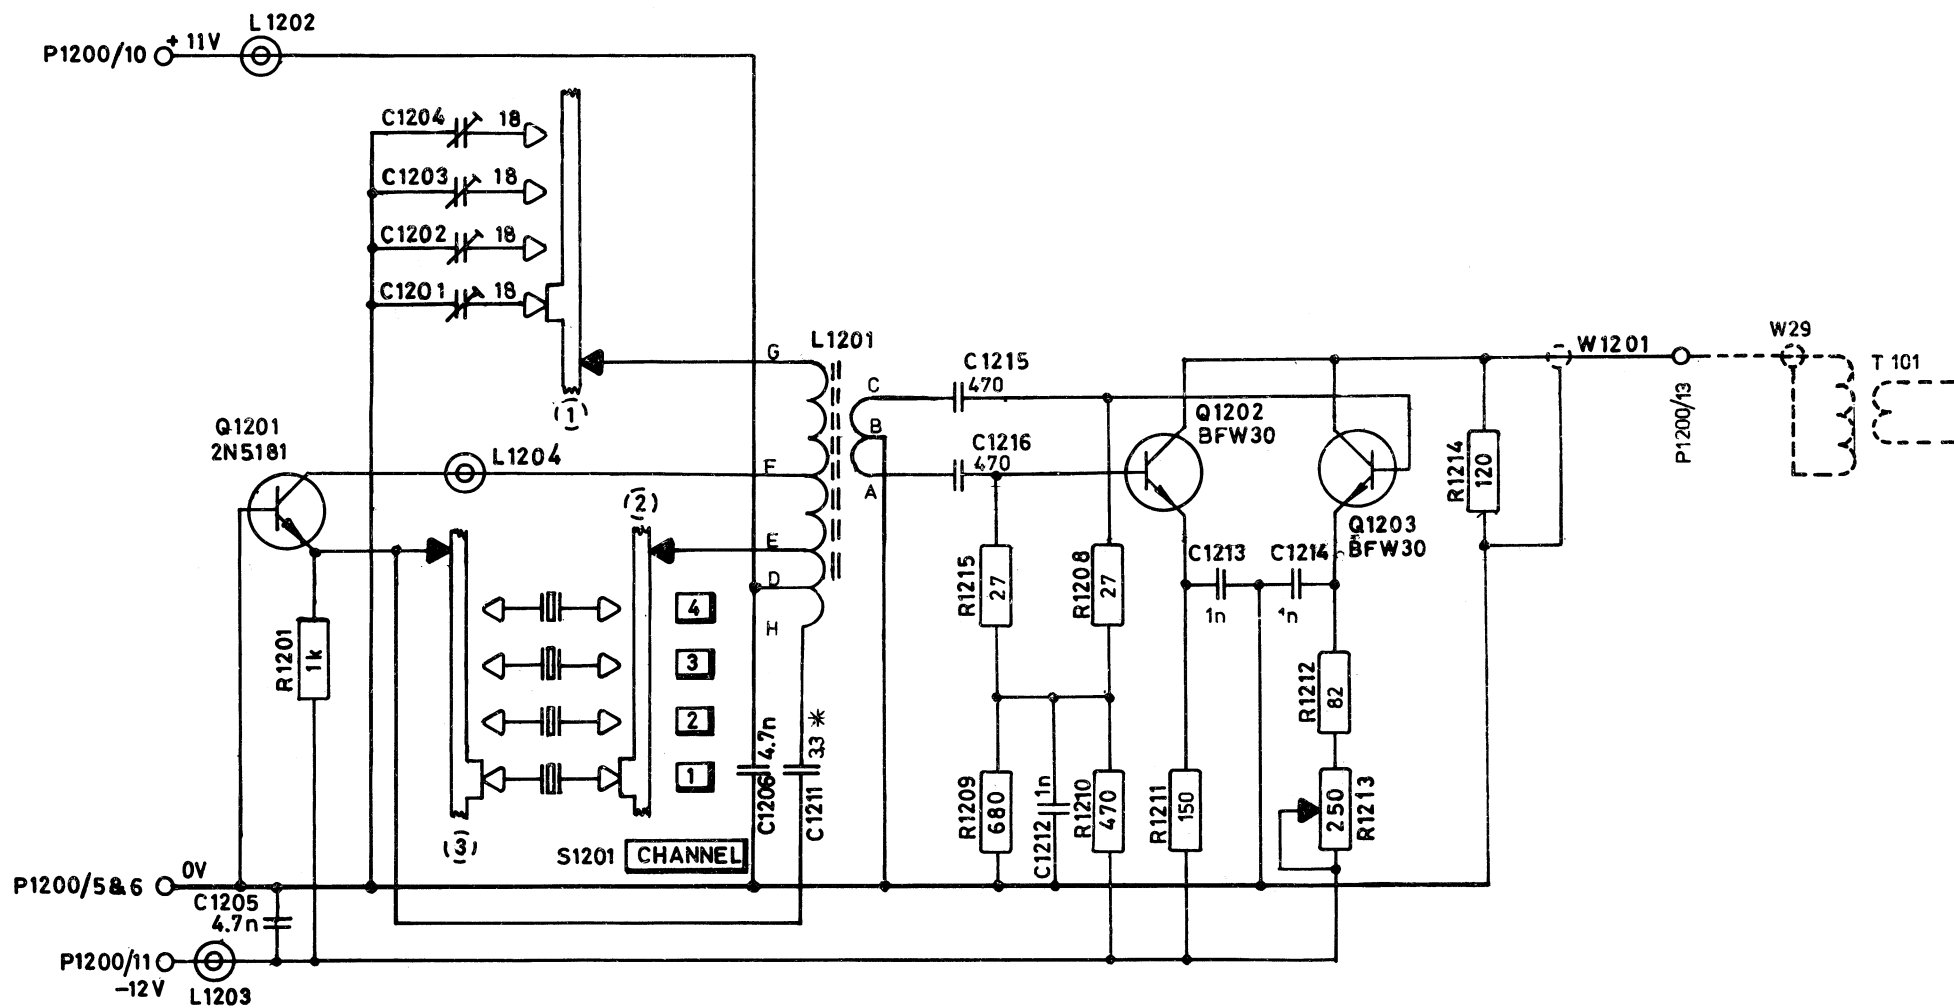 L1202
P1200/10
+ 11V
C1204 18
C1203 18
C1202 18
C1201 18
(1)
G
L1201
C1215
470
C
B
A
C1216
470
Q1202
BFW30
W1201
P1200/13
W29
T 101
Q1201
2N5181
L1204
F
(2)
E
D
H
R1215
27
R1208
27
C1213
1n
C1214
1n
Q1203
BFW30
R1214
120
R1201
1k
4
3
2
1
(3)
S1201 CHANNEL
C1206
4.7n
C1211
3.3 *
R1209
680
C1212
1n
R1210
470
R1211
150
R1212
82
R1213
250
P1200/5&6
0V
C1205
4.7n
P1200/11
-12V
L1203